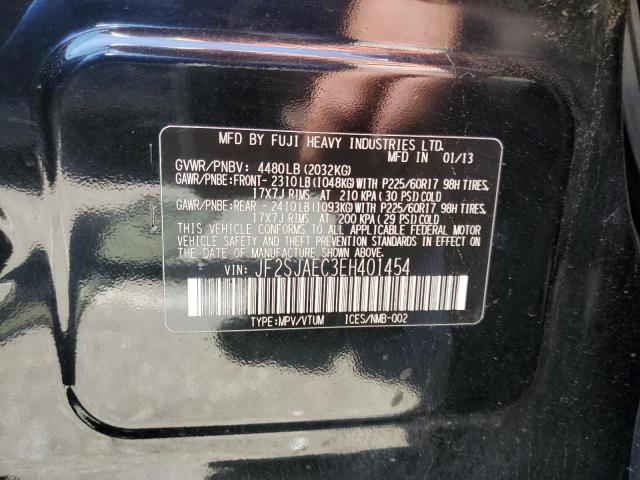 MFD BY FUJI HEAVY INDUSTRIES LTD.
MFD IN 01/13
GVWR/PNBV: 4480LB (2032KG)
GAWR/PNBE:FRONT- 2310LB(1048KG)WITH P225/60R17 98H TIRES,
17X7J RIMS AT 210 KPA (30 PSI)COLD
GAWR/PNBE:REAR - 2410LB(1093KG)WITH P225/60R17 98H TIRES,
17X7J RIMS AT 200 KPA (29 PSI)COLD
THIS VEHICLE CONFORMS TO ALL APPLICABLE FEDERAL MOTOR
VEHICLE SAFETY AND THEFT PREVENTION STANDARDS IN EFFECT
ON THE DATE OF MANUFACTURE SHOWN ABOVE.
VIN: JF2SJAEC3EH401454
TYPE:MPV/VTUM ICES/NMB-002